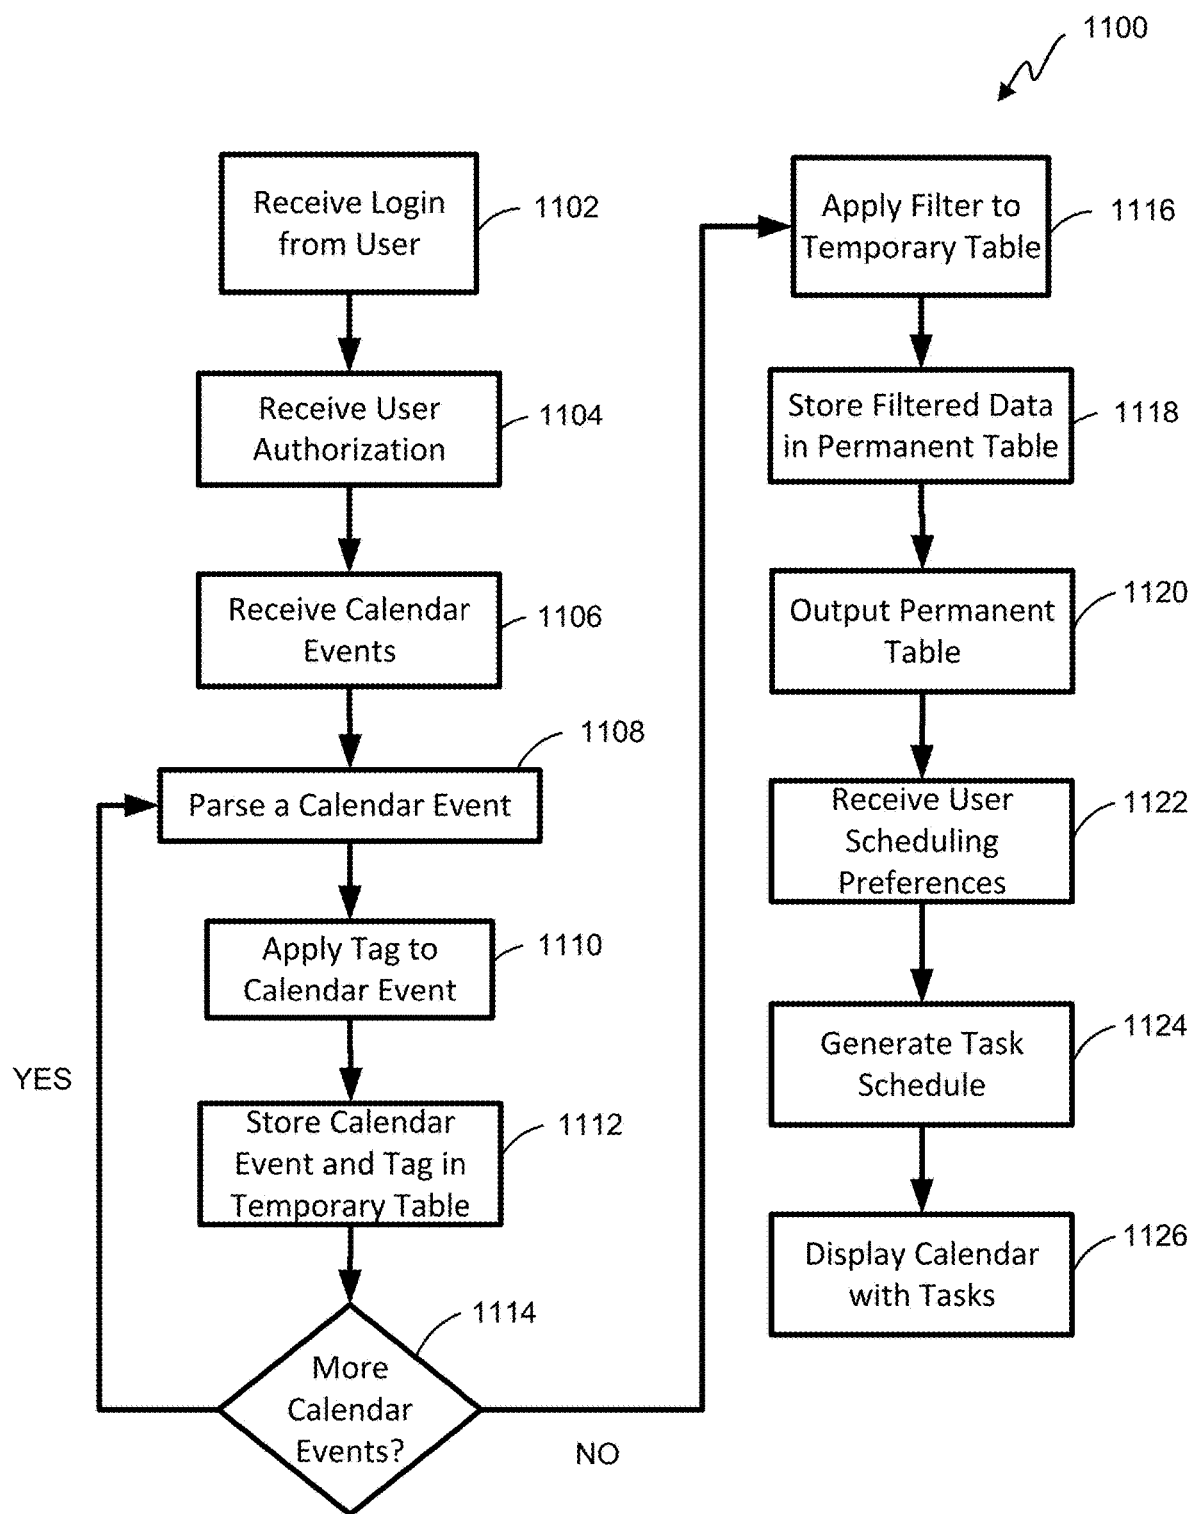 1100
Receive Login
from User
1102
Receive User
Authorization
1104
Receive Calendar
Events
1106
1108
Parse a Calendar Event
Apply Tag to
Calendar Event
1110
YES
Store Calendar
Event and Tag in
Temporary Table
1112
1114
More
Calendar
Events?
NO
Apply Filter to
Temporary Table
1116
Store Filtered Data
in Permanent Table
1118
Output Permanent
Table
1120
Receive User
Scheduling
Preferences
1122
Generate Task
Schedule
1124
Display Calendar
with Tasks
1126